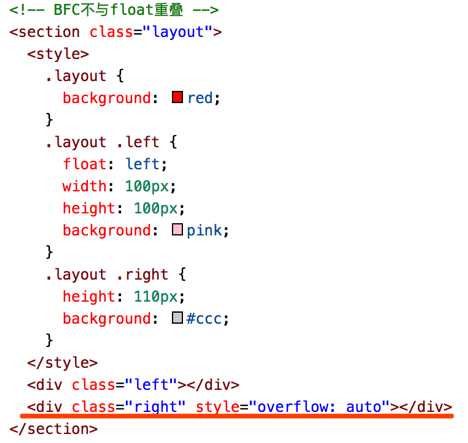 <!-- BFC不与float重叠 -->
<section class="layout">
  <style>
    .layout {
      background: red;
    }
    .layout .left {
      float: left;
      width: 100px;
      height: 100px;
      background: pink;
    }
    .layout .right {
      height: 110px;
      background: #ccc;
    }
  </style>
  <div class="left"></div>
  <div class="right" style="overflow: auto"></div>
</section>